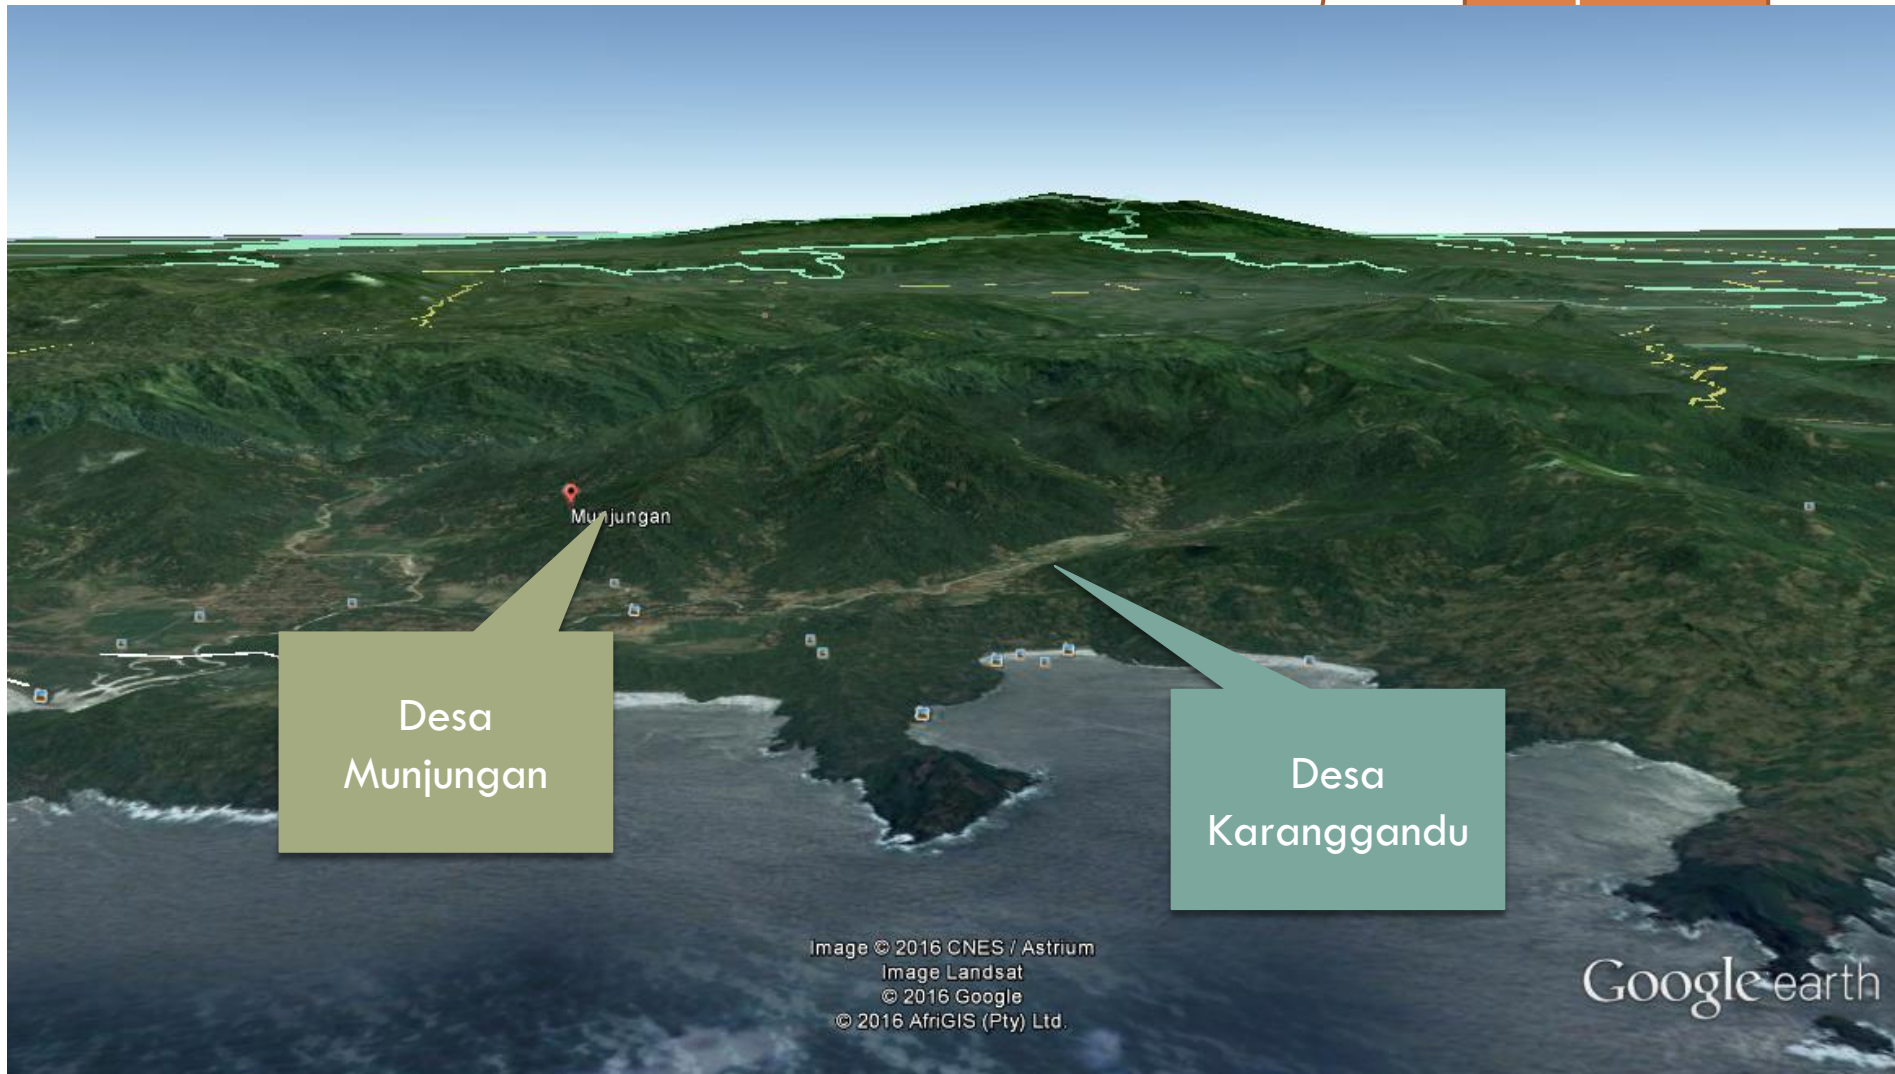 Munjungan
Desa
Munjungan
Desa
Karanggandu
Image © 2016 CNES / Astrium
Image Landsat
© 2016 Google
© 2016 AfriGIS (Pty) Ltd.
Google earth